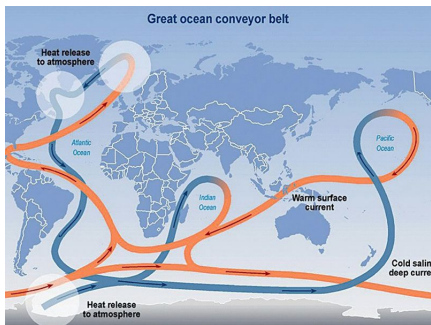 Great ocean conveyor belt
Heat release
to atmosphere
Atlantic
Ocean
Pacific
Ocean
Indian
Ocean
Warm surface
current
Cold salin
deep curre
Heat release
to atmosphere